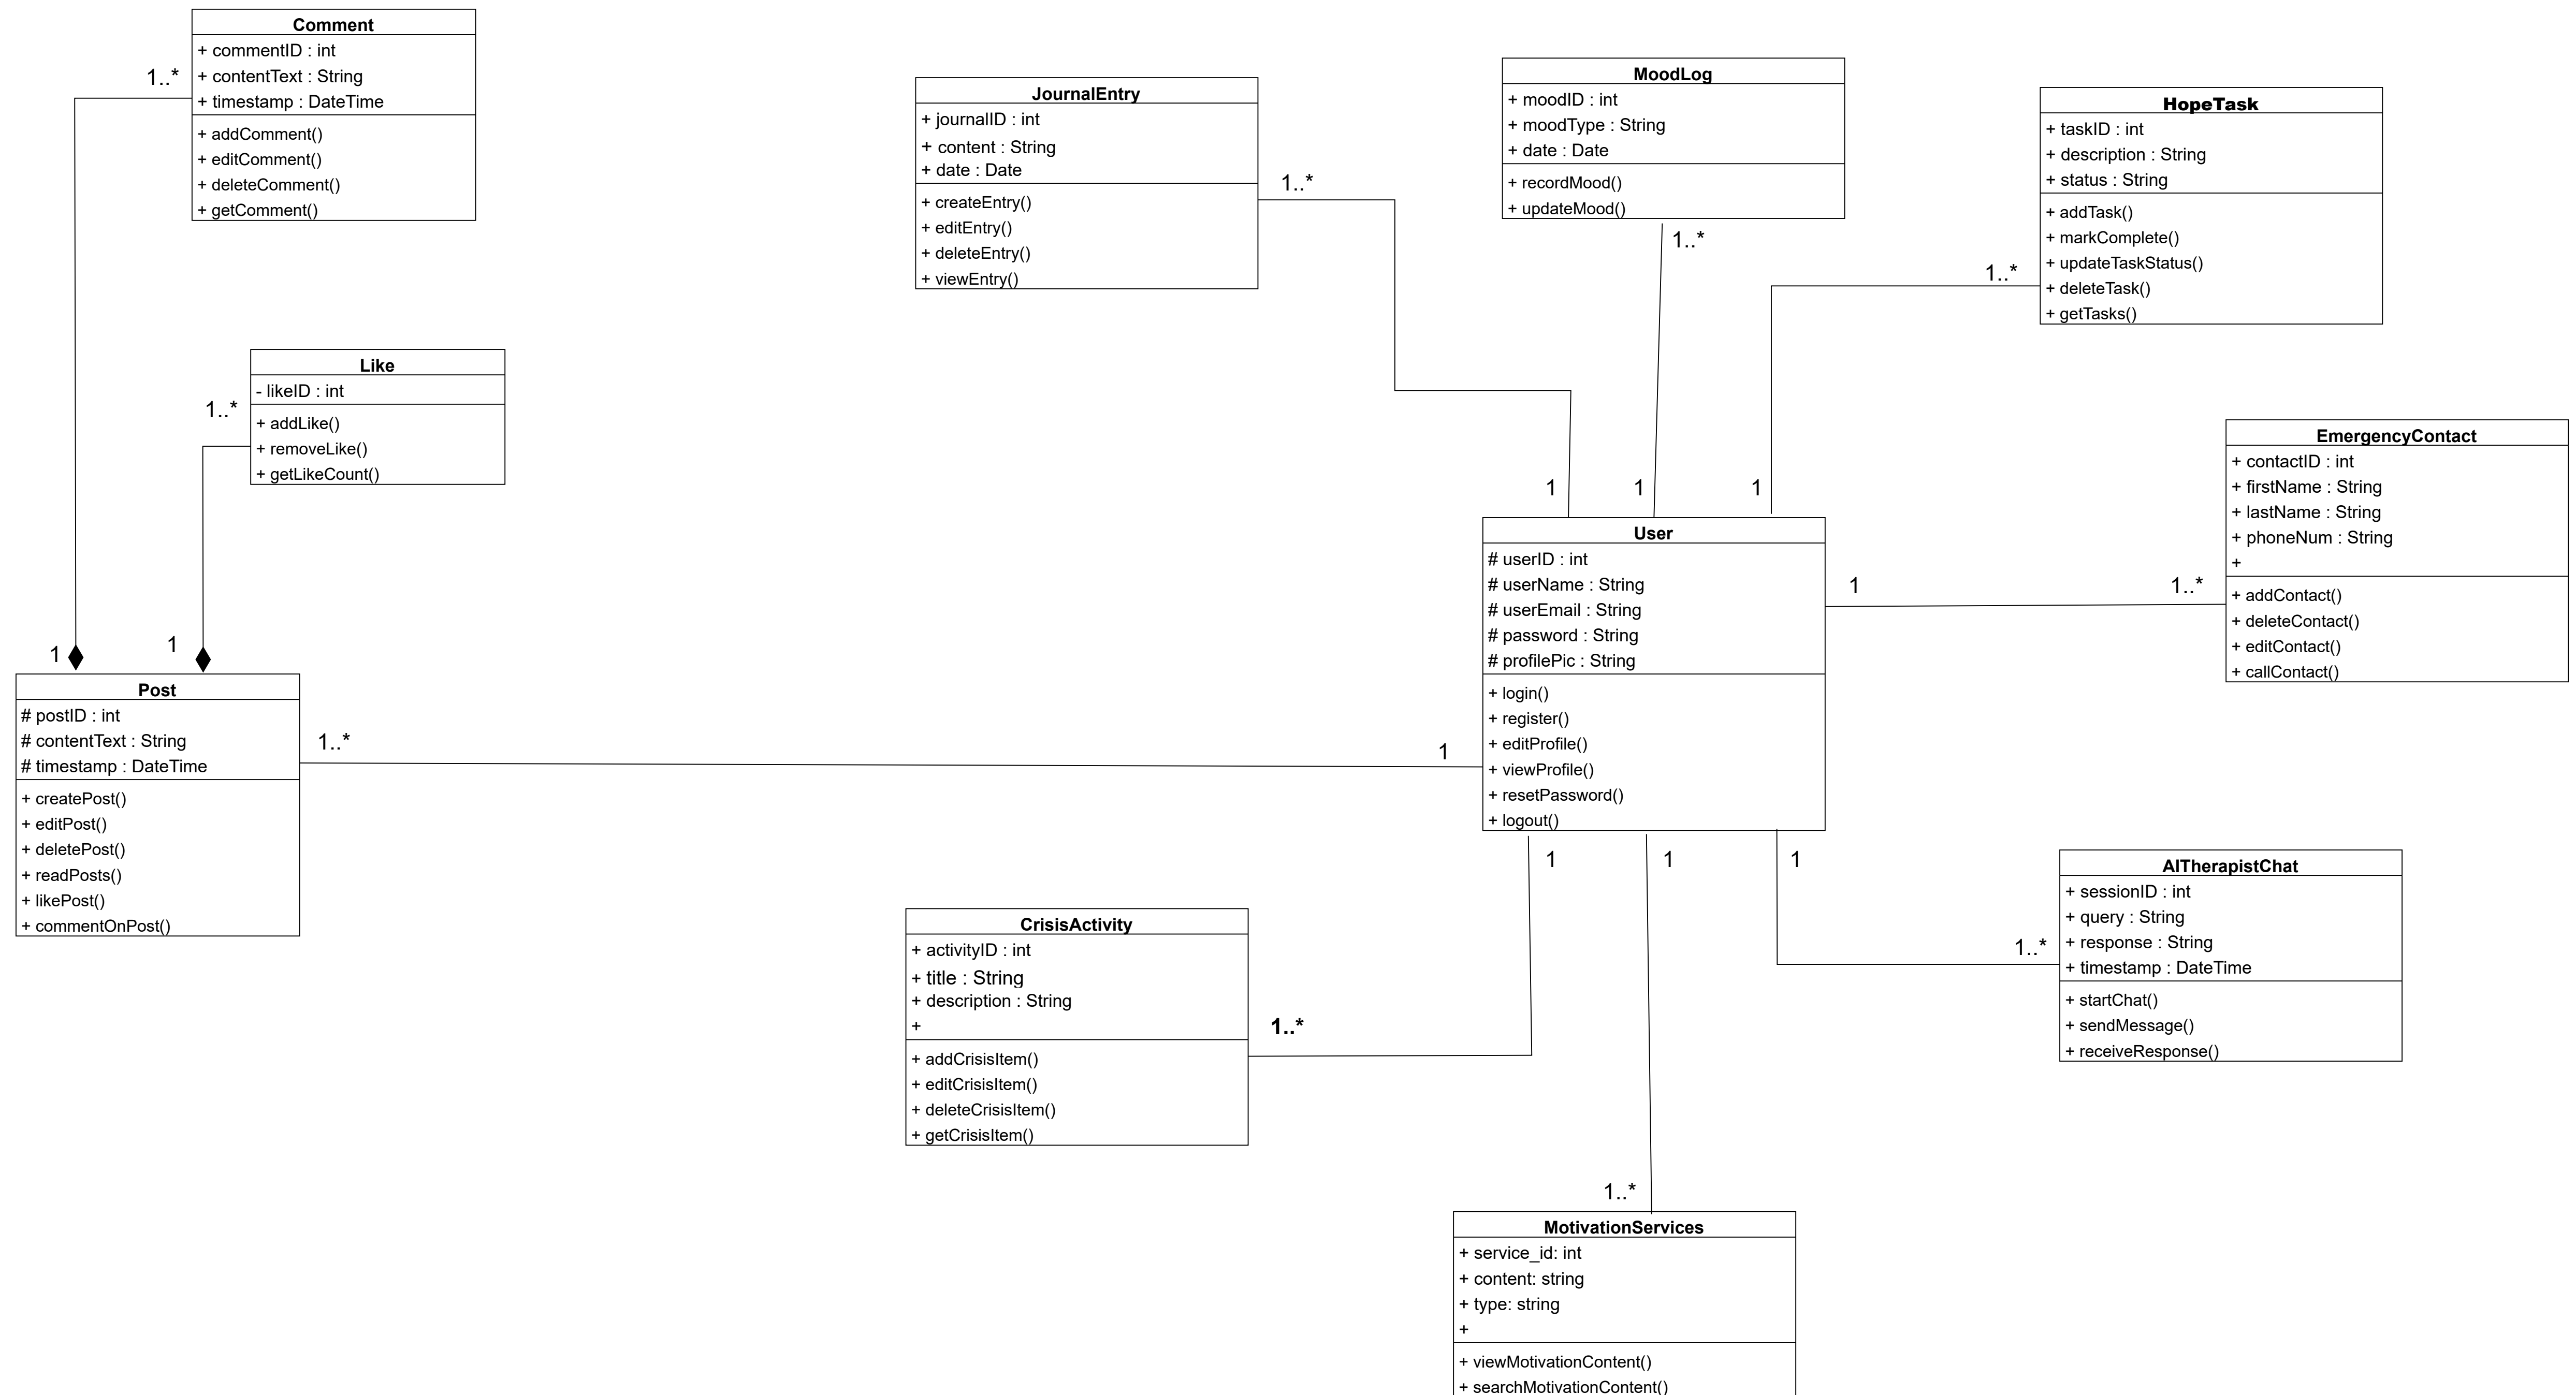 Comment
+ commentID : int
+ contentText : String
+ timestamp : DateTime
+ addComment()
+ editComment()
+ deleteComment()
+ getComment()
1..*
1
Like
- likeID : int
+ addLike()
+ removeLike()
+ getLikeCount()
1..*
1
Post
# postID : int
# contentText : String
# timestamp : DateTime
+ createPost()
+ editPost()
+ deletePost()
+ readPosts()
+ likePost()
+ commentOnPost()
1..*
1
JournalEntry
+ journalID : int
+ content : String
+ date : Date
+ createEntry()
+ editEntry()
+ deleteEntry()
+ viewEntry()
1..*
1
MoodLog
+ moodID : int
+ moodType : String
+ date : Date
+ recordMood()
+ updateMood()
1..*
1
HopeTask
+ taskID : int
+ description : String
+ status : String
+ addTask()
+ markComplete()
+ updateTaskStatus()
+ deleteTask()
+ getTasks()
1..*
1
User
# userID : int
# userName : String
# userEmail : String
# password : String
# profilePic : String
+ login()
+ register()
+ editProfile()
+ viewProfile()
+ resetPassword()
+ logout()
1
1..*
EmergencyContact
+ contactID : int
+ firstName : String
+ lastName : String
+ phoneNum : String
+
+ addContact()
+ deleteContact()
+ editContact()
+ callContact()
1
1
1
CrisisActivity
+ activityID : int
+ title : String
+ description : String
+
+ addCrisisItem()
+ editCrisisItem()
+ deleteCrisisItem()
+ getCrisisItem()
1..*
AITherapistChat
+ sessionID : int
+ query : String
+ response : String
+ timestamp : DateTime
+ startChat()
+ sendMessage()
+ receiveResponse()
1..*
1..*
MotivationServices
+ service_id: int
+ content: string
+ type: string
+
+ viewMotivationContent()
+ searchMotivationContent()